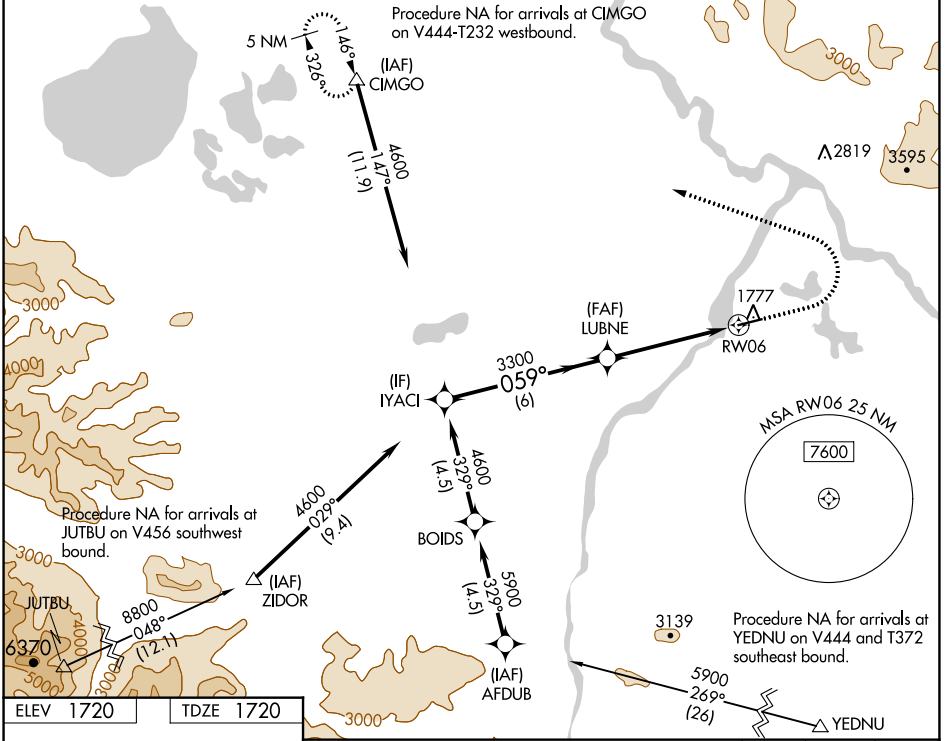 Procedure NA for arrivals at CIMGO
on V444-T232 westbound.
5 NM
146°
326°
(IAF)
CIMGO
3000
2819
3595
4600
147°
(11.9)
3000
4000
1777
(FAF)
LUBNE
RW06
3300
059°
(6)
(IF)
IYACI
MSA RW06 25 NM
7600
4600
329°
(4.5)
4600
029°
(9.4)
Procedure NA for arrivals at
JUTBU on V456 southwest
bound.
BOIDS
3000
(IAF)
ZIDOR
5900
329°
(4.5)
JUTBU
8800
048°
(12.1)
4000
6370
5000
3000
3139
Procedure NA for arrivals at
YEDNU on V444 and T372
southeast bound.
(IAF)
AFDUB
5900
269°
(26)
YEDNU
ELEV 1720
TDZE 1720
3000